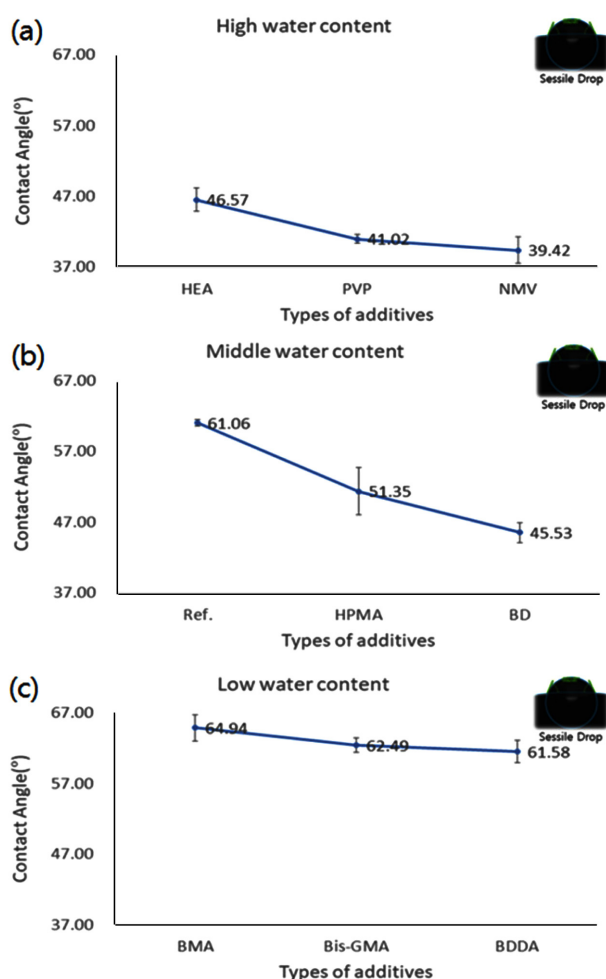 (a)
High water content
Sessile Drop
67.00
57.00
47.00
37.00
Contact Angle(°)
46.57
41.02
39.42
HEA PVP NMV
Types of additives
(b)
Middle water content
Sessile Drop
67.00
57.00
47.00
37.00
Contact Angle(°)
61.06
51.35
45.53
Ref. HPMA BD
Types of additives
(c)
Low water content
Sessile Drop
67.00
57.00
47.00
37.00
Contact Angle(°)
64.94
62.49
61.58
BMA Bis-GMA BDDA
Types of additives